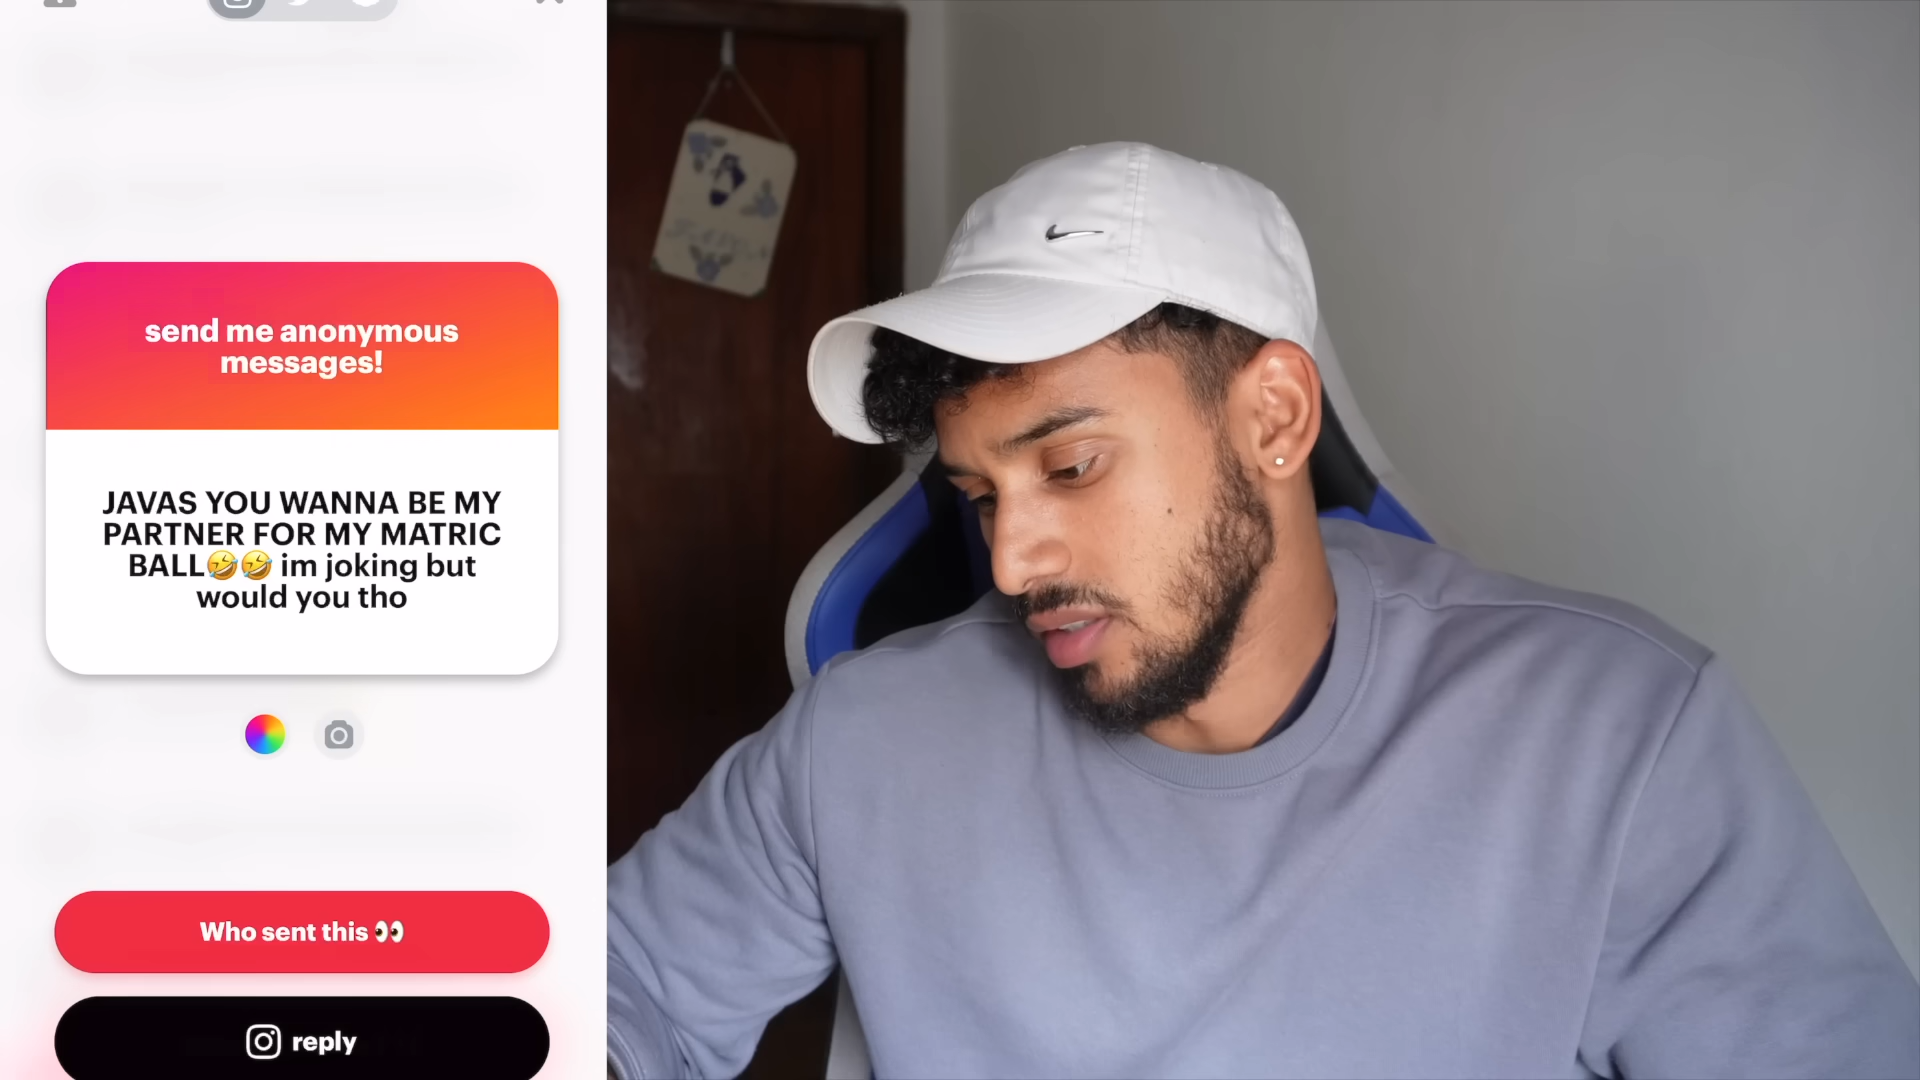 send me anonymous
messages!
JAVAS YOU WANNA BE MY
PARTNER FOR MY MATRIC
BALL🤣🤣 im joking but
would you tho
Who sent this 👀
reply